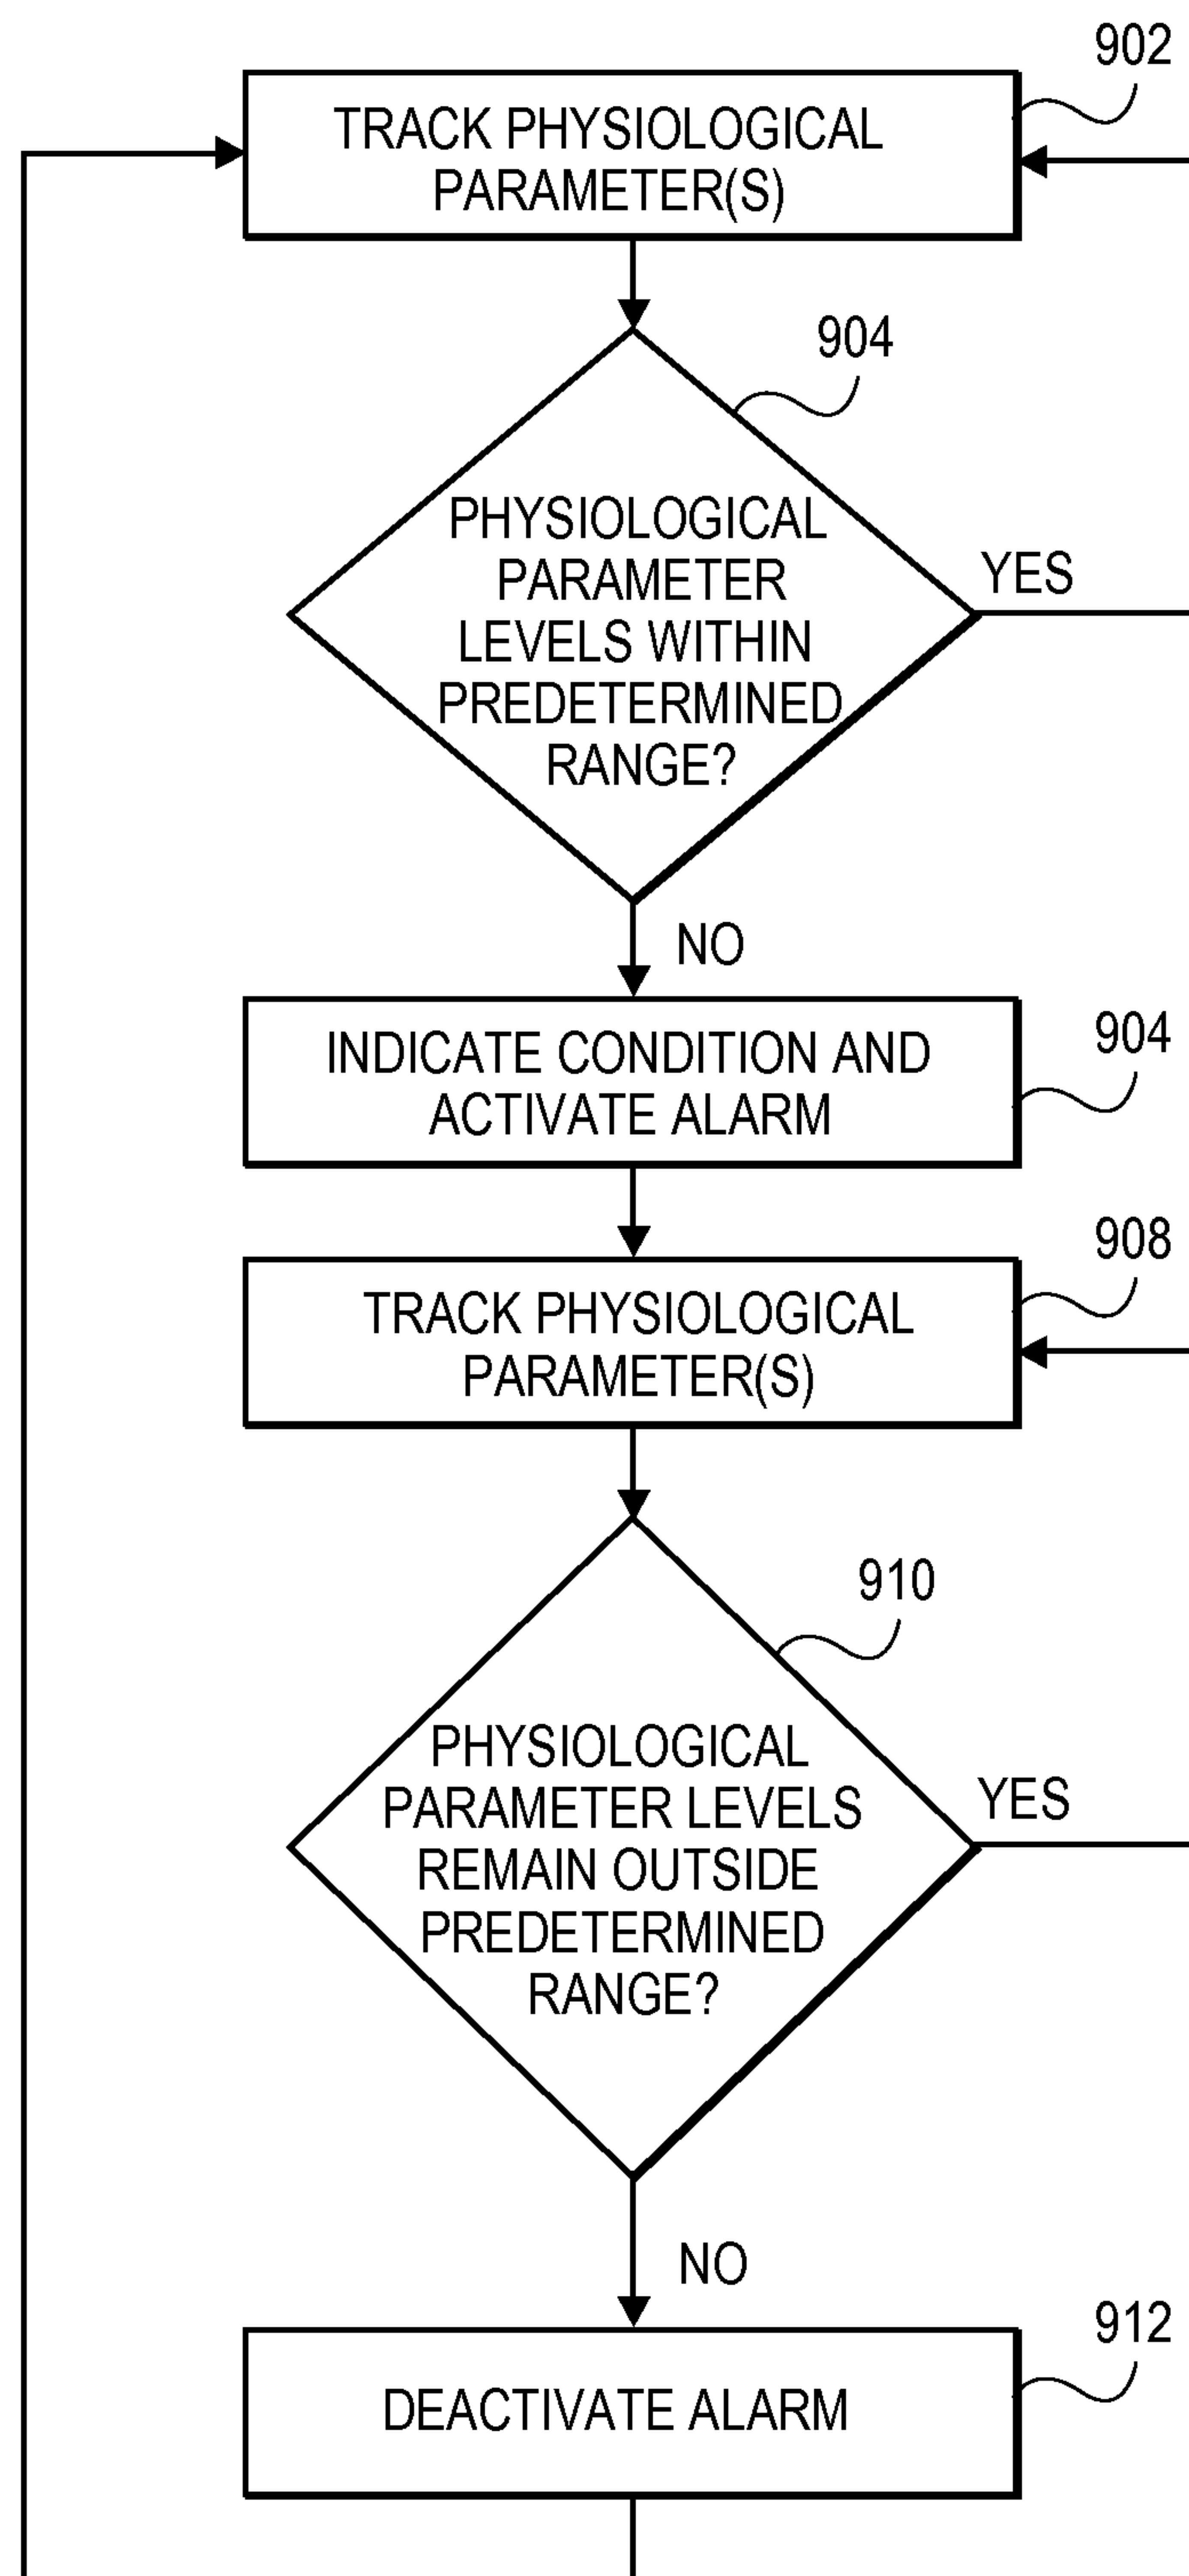 902
TRACK PHYSIOLOGICAL
PARAMETER(S)
904
PHYSIOLOGICAL
PARAMETER
LEVELS WITHIN
PREDETERMINED
RANGE?
YES
NO
904
INDICATE CONDITION AND
ACTIVATE ALARM
908
TRACK PHYSIOLOGICAL
PARAMETER(S)
910
PHYSIOLOGICAL
PARAMETER LEVELS
REMAIN OUTSIDE
PREDETERMINED
RANGE?
YES
NO
912
DEACTIVATE ALARM